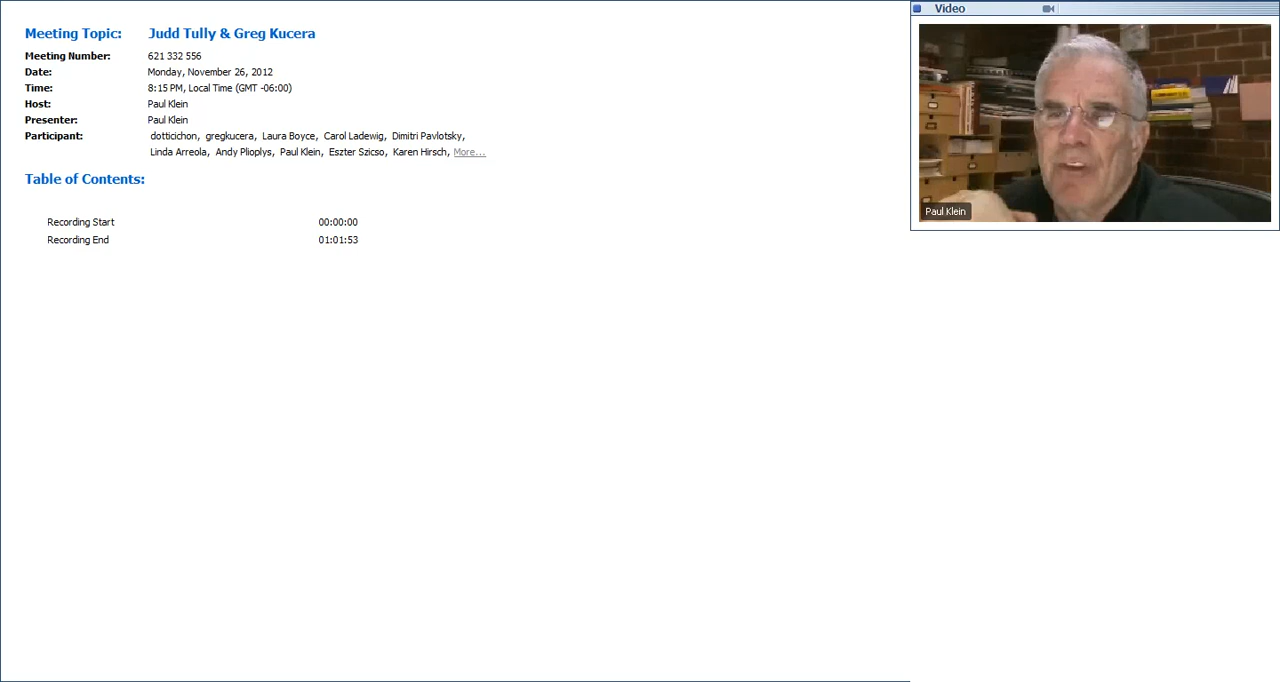 Meeting Topic: Judd Tully & Greg Kucera
Meeting Number: 621 332 556
Date: Monday, November 26, 2012
Time: 8:15 PM, Local Time (GMT -06:00)
Host: Paul Klein
Presenter: Paul Klein
Participant: dotticichon, gregkucera, Laura Boyce, Carol Ladewig, Dimitri Pavlotsky,
Linda Arreola, Andy Plioplys, Paul Klein, Eszter Szicso, Karen Hirsch, More...
Table of Contents:
Recording Start 00:00:00
Recording End 01:01:53
Video
Paul Klein